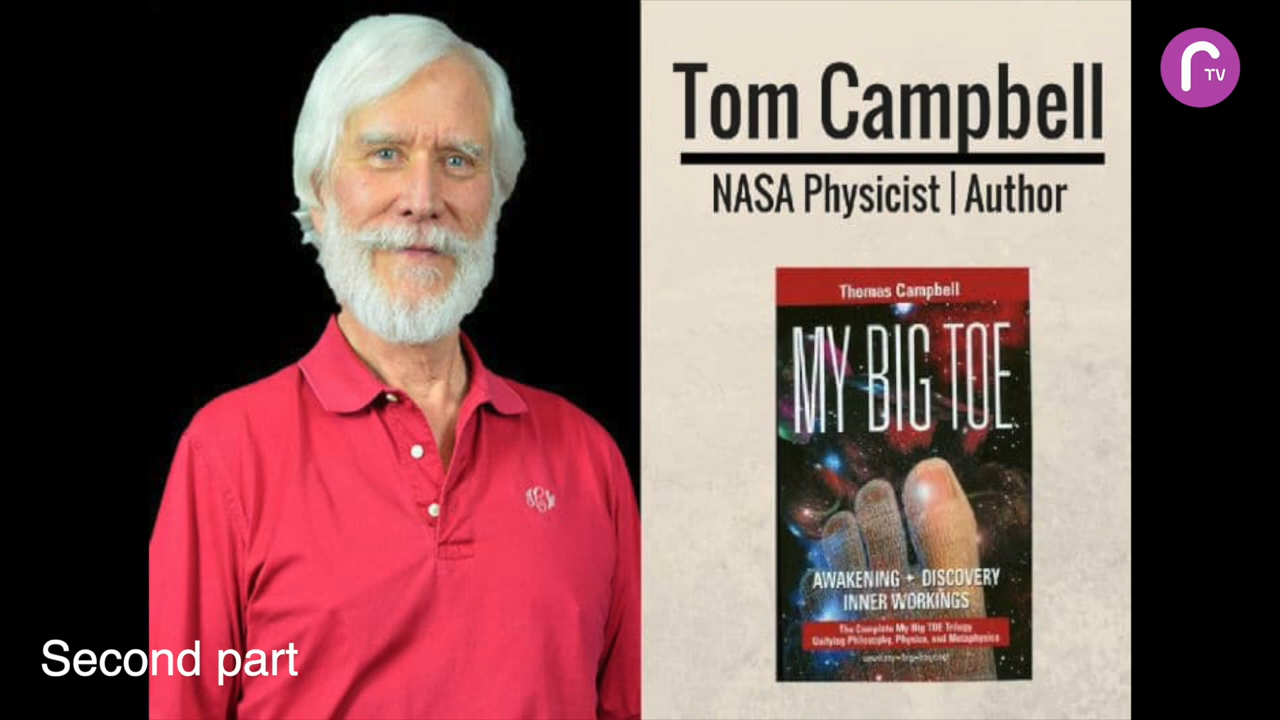 Tom Campbell
NASA Physicist | Author
r TV
Thomas Campbell
MY BIG TOE
AWAKENING + DISCOVERY
INNER WORKINGS
The Complete My Big TOE Trilogy
Unifying Philosophy, Physics, and Metaphysics
Second part